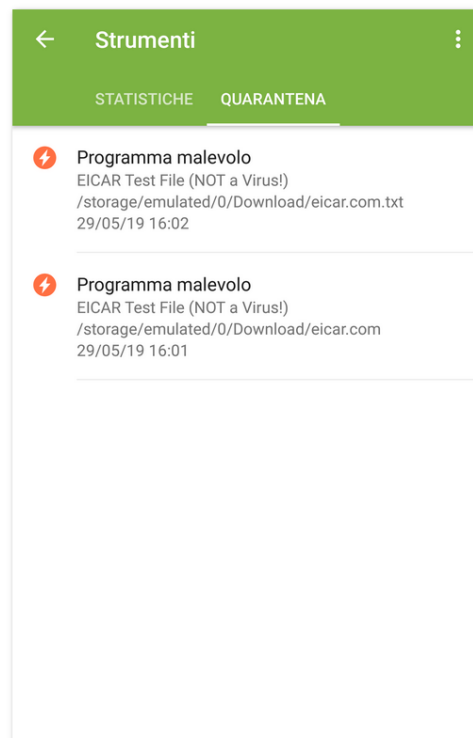 Strumenti
STATISTICHE QUARANTENA
Programma malevolo
EICAR Test File (NOT a Virus!)
/storage/emulated/0/Download/eicar.com.txt
29/05/19 16:02
Programma malevolo
EICAR Test File (NOT a Virus!)
/storage/emulated/0/Download/eicar.com
29/05/19 16:01